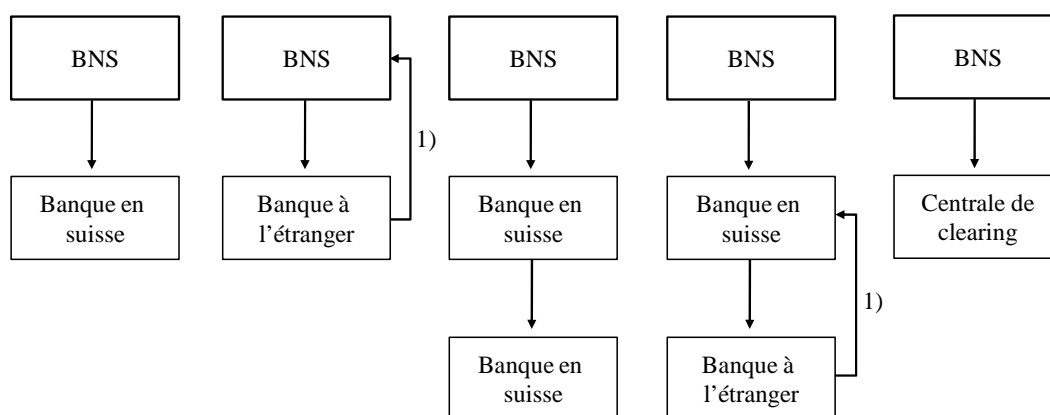 BNS
BNS
BNS
BNS
BNS
1)
Banque en
suisse
Banque à
l’étranger
Banque en
suisse
Banque en
suisse
Centrale de
clearing
1)
Banque en
suisse
Banque à
l’étranger